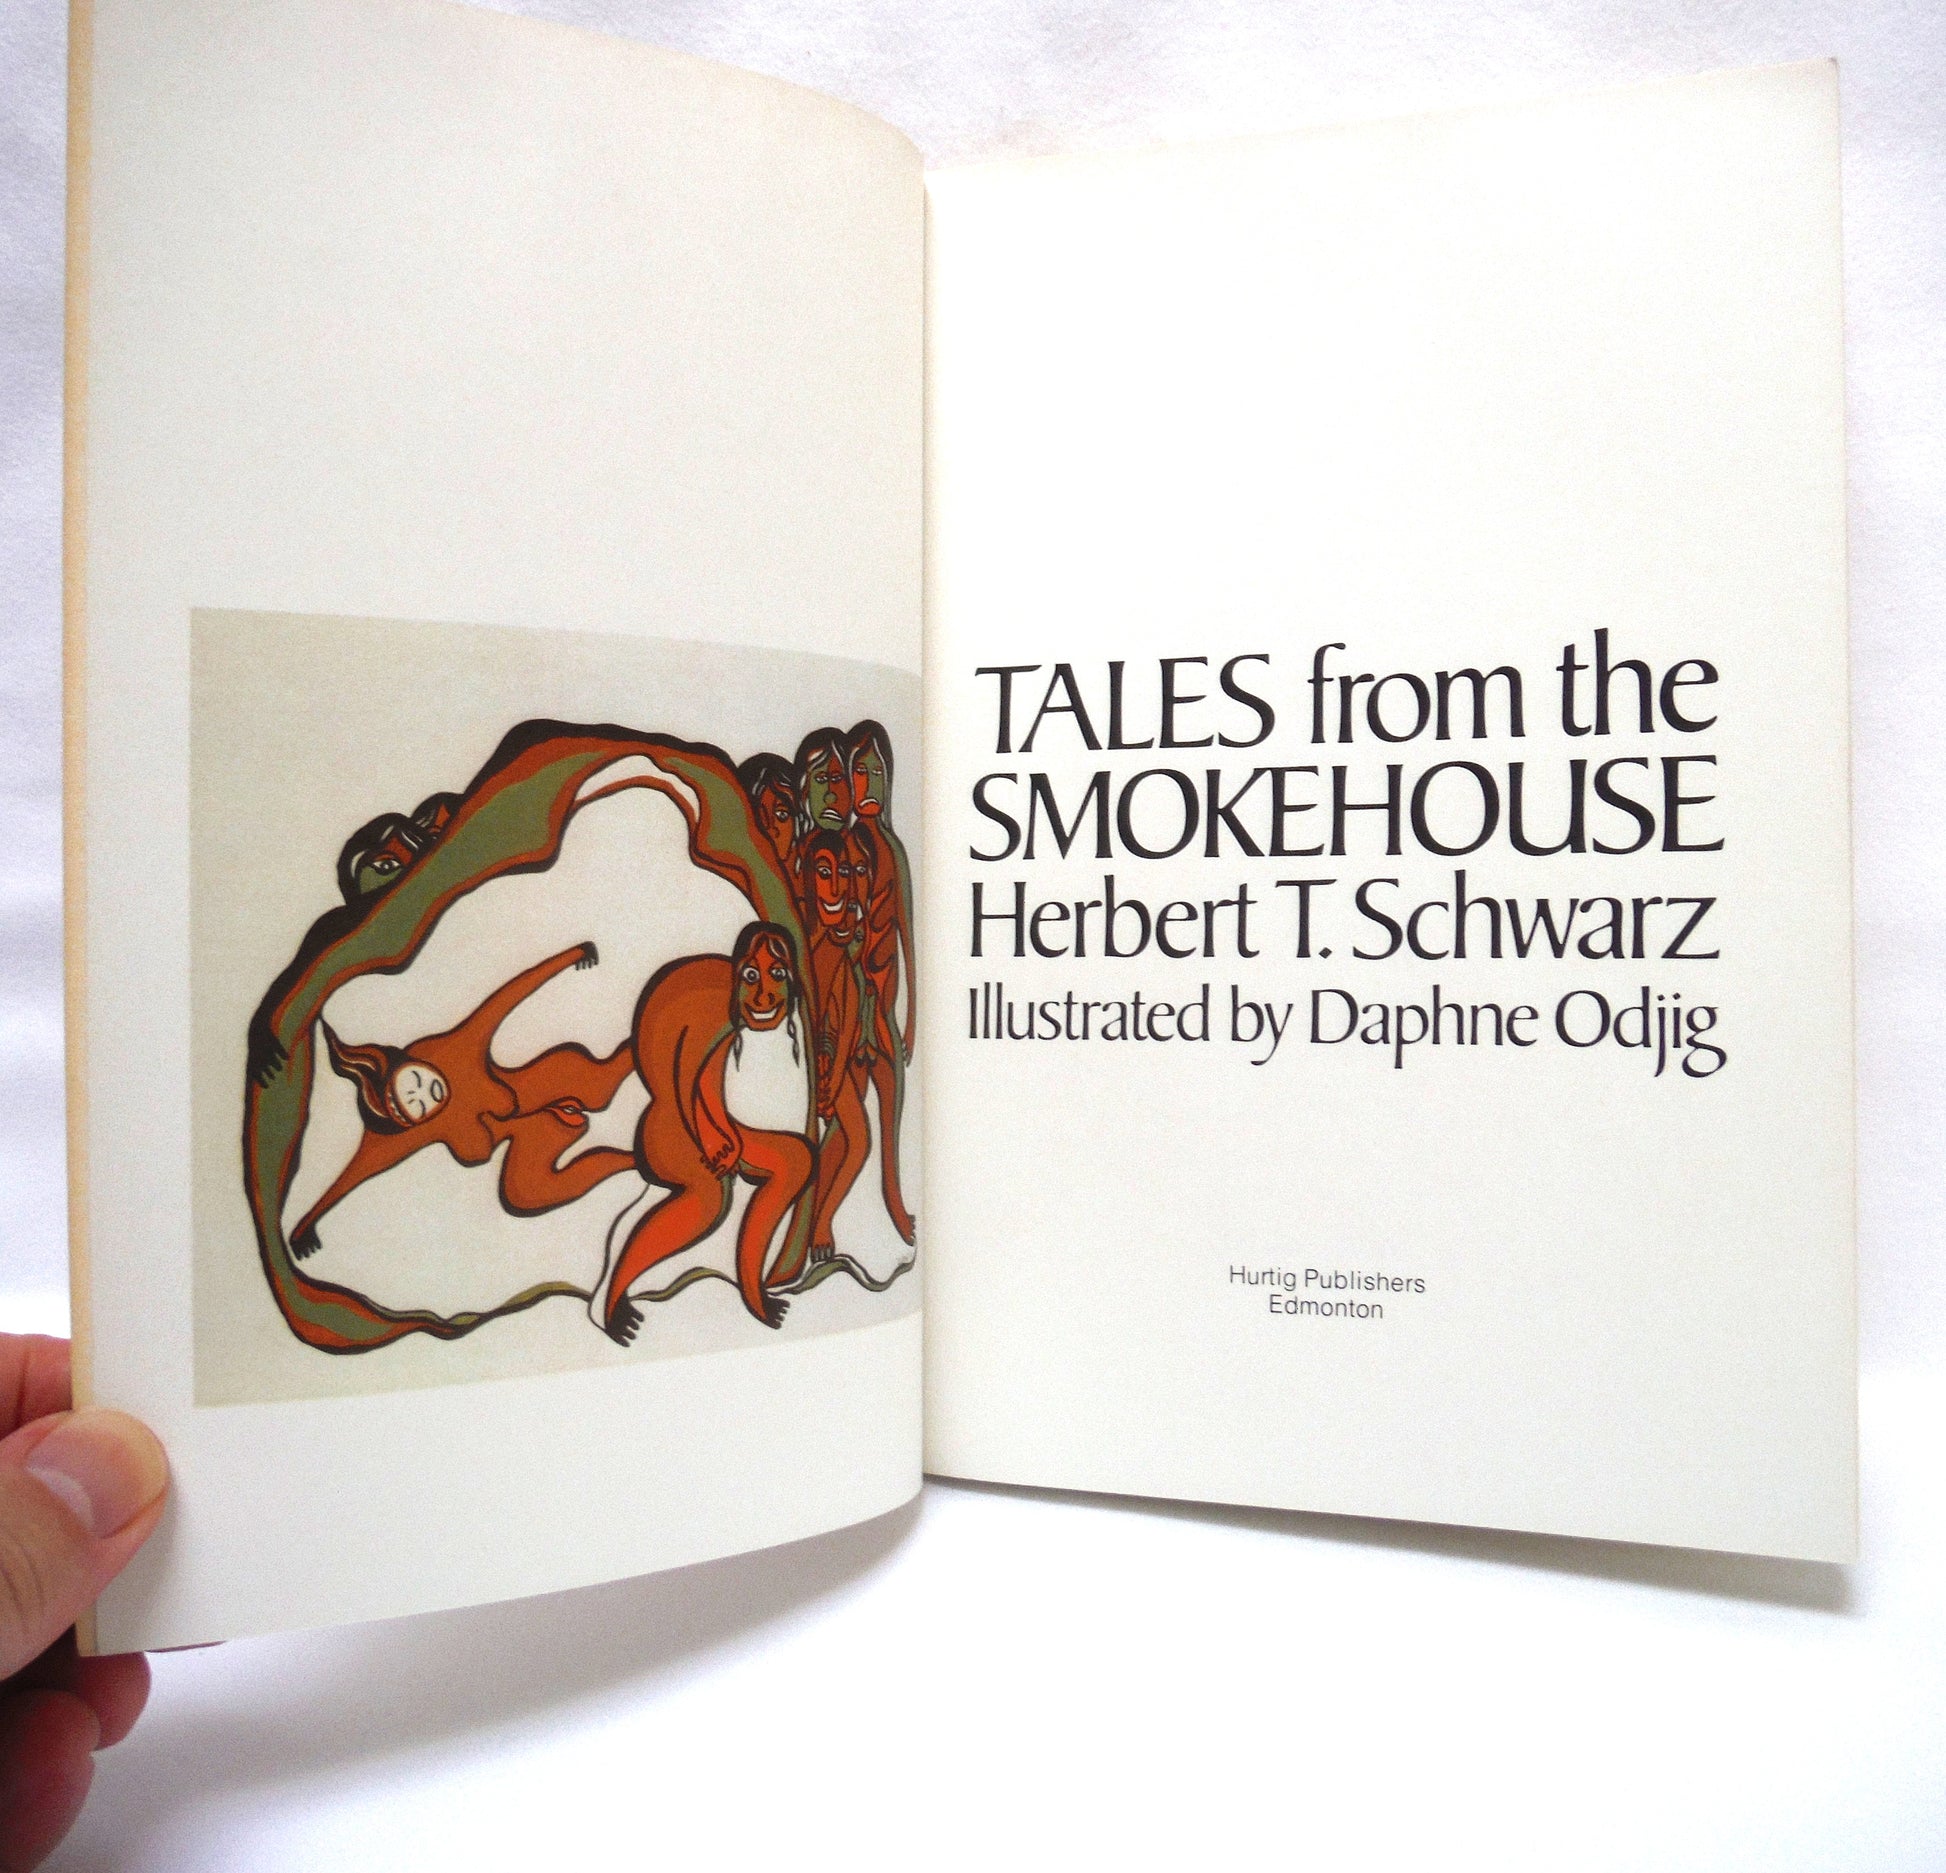 TALES from the
SMOKEHOUSE
Herbert T. Schwarz
Illustrated by Daphne Odjig
Hurtig Publishers
Edmonton